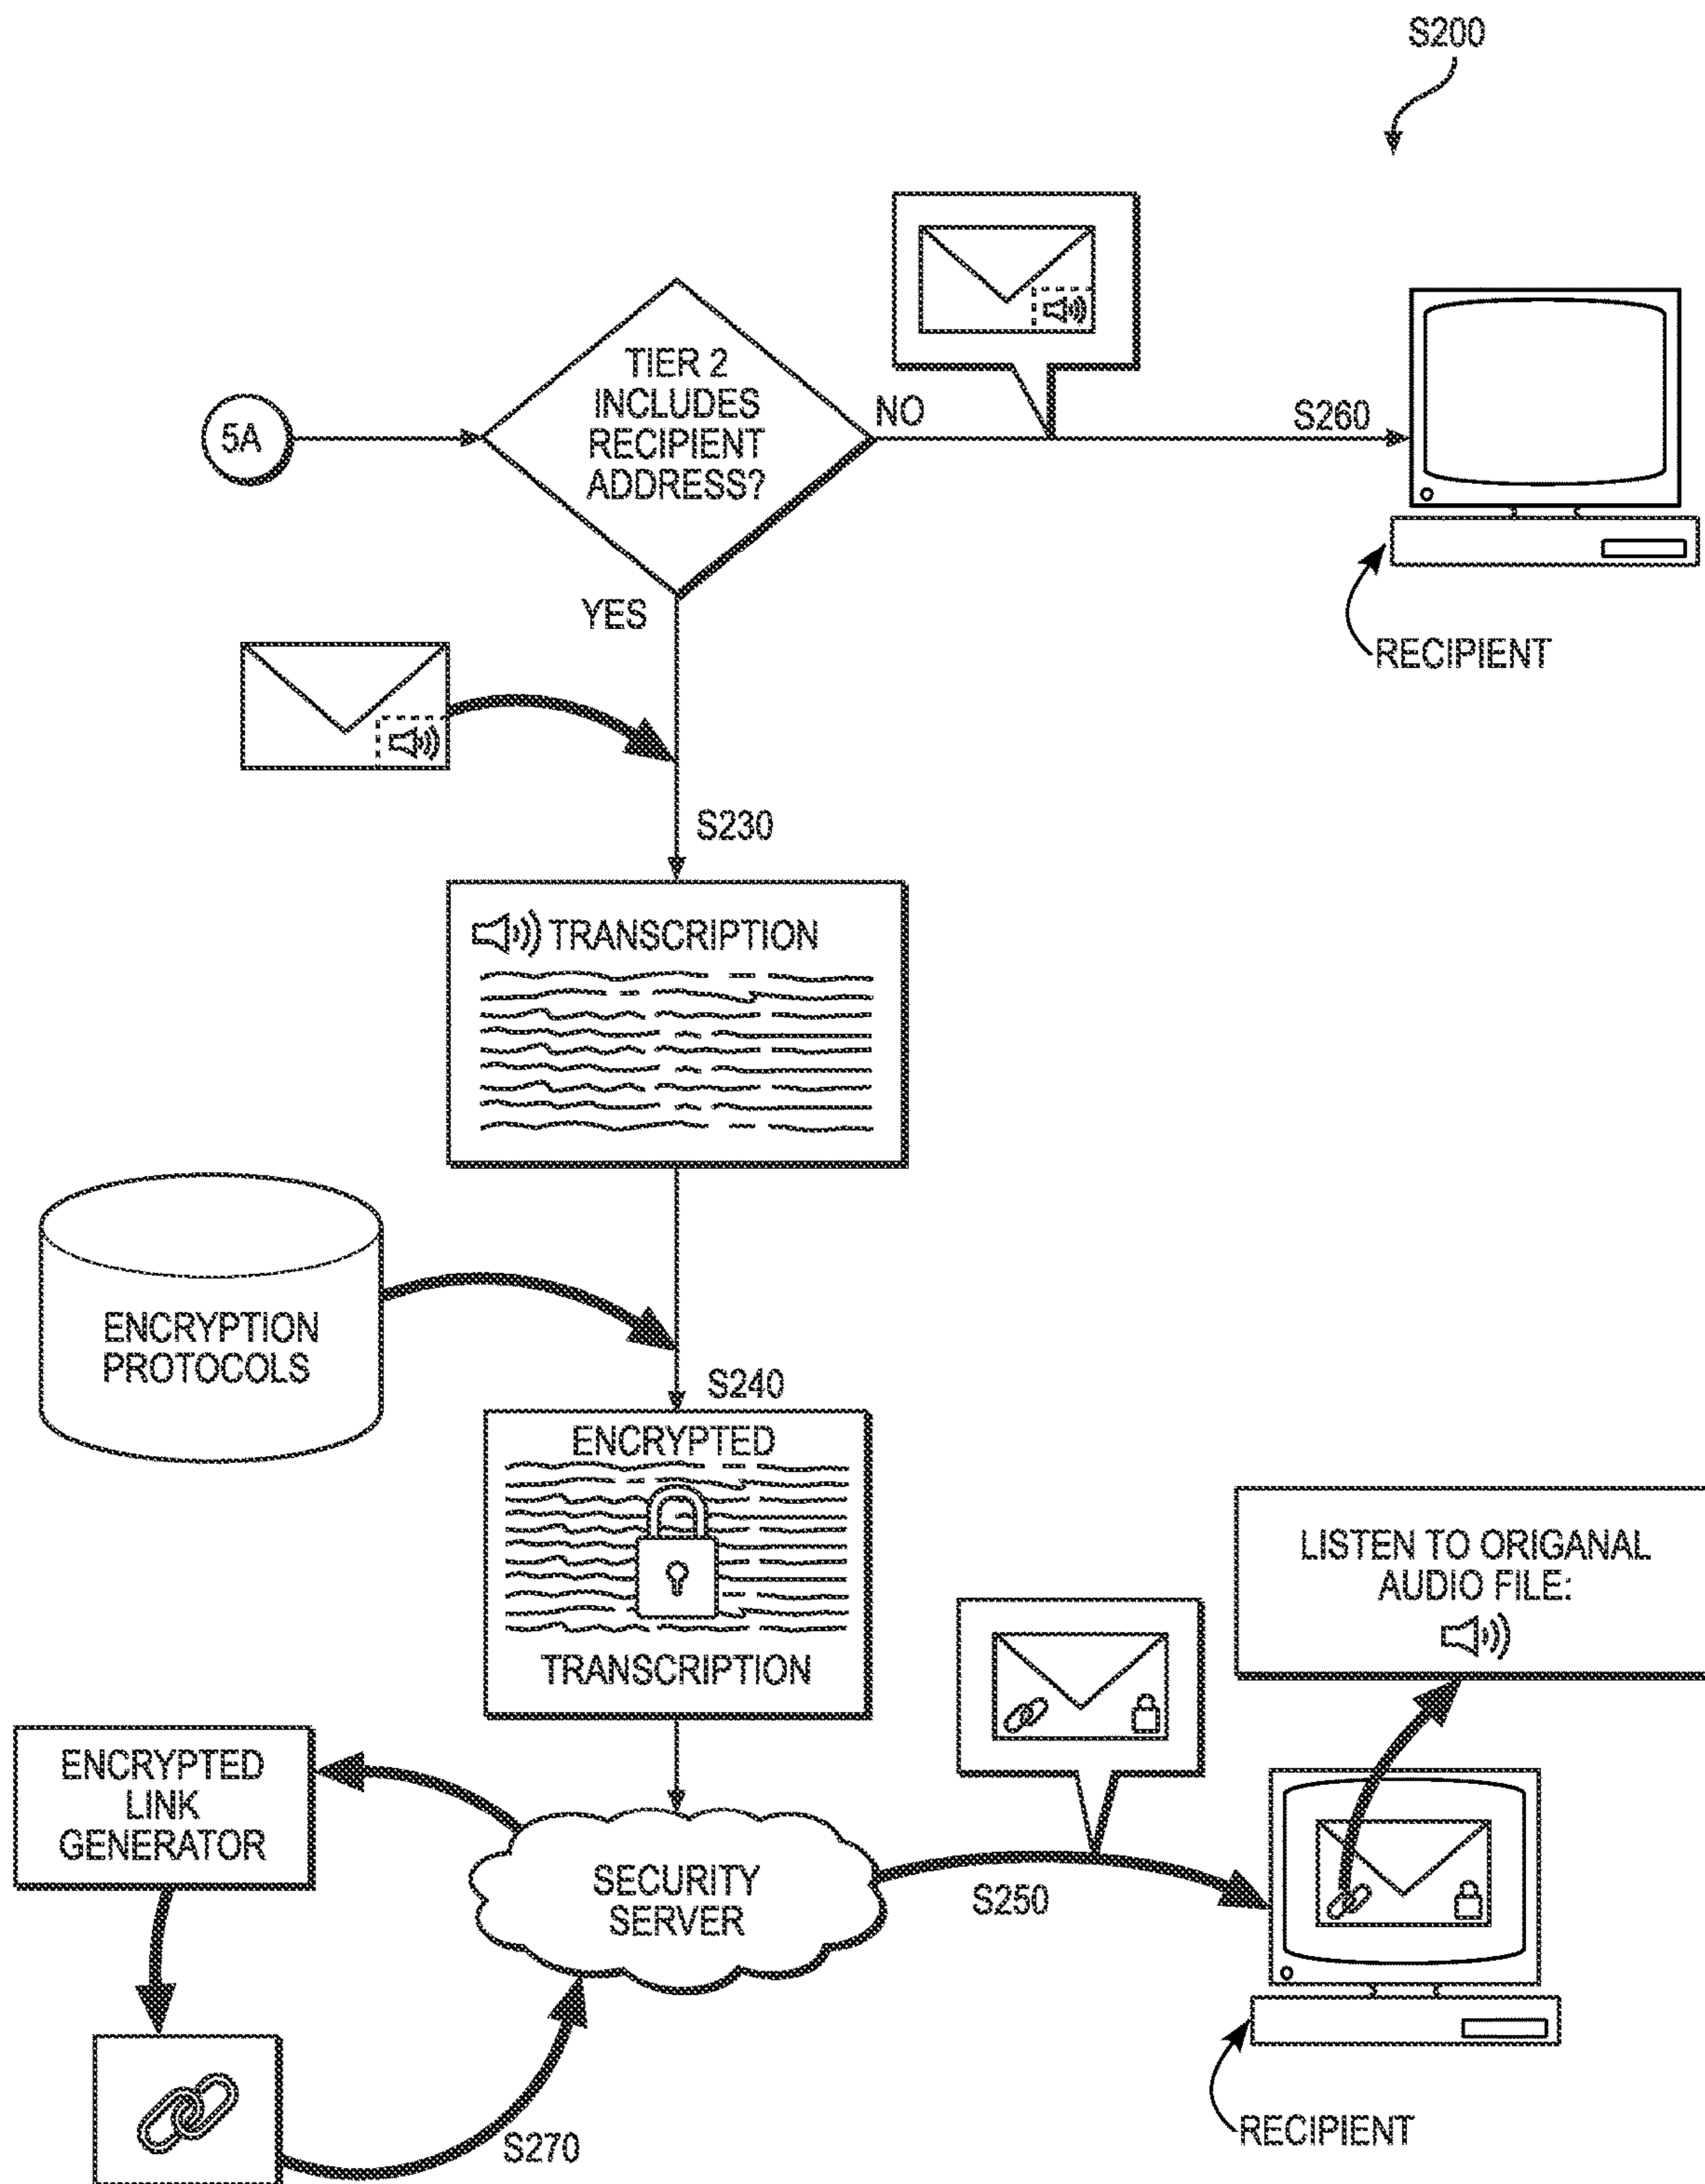 S200
5A
TIER 2
INCLUDES
RECIPIENT
ADDRESS?
NO
S260
YES
RECIPIENT
S230
TRANSCRIPTION
ENCRYPTION
PROTOCOLS
S240
ENCRYPTED
TRANSCRIPTION
LISTEN TO ORIGANAL
AUDIO FILE:
ENCRYPTED
LINK
GENERATOR
SECURITY
SERVER
S250
S270
RECIPIENT